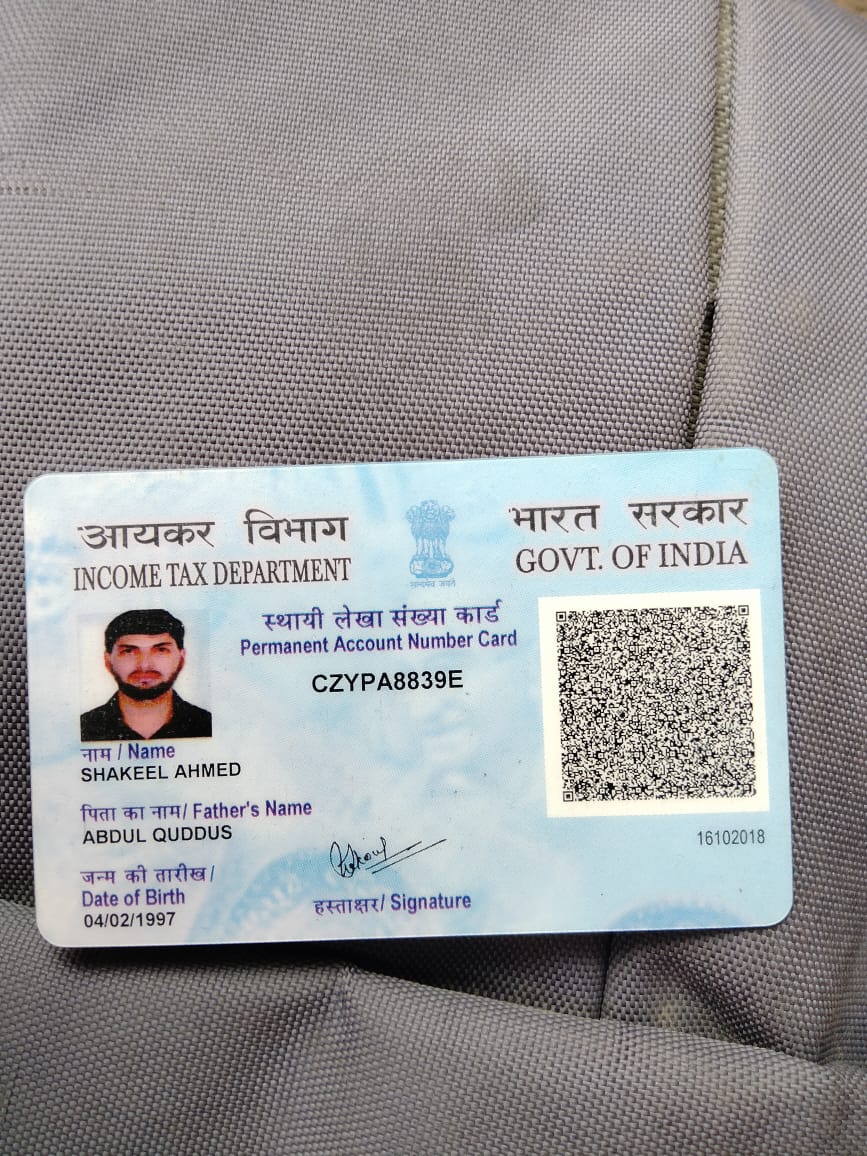 आयकर विभाग
INCOME TAX DEPARTMENT
सत्यमेव जयते
भारत सरकार
GOVT. OF INDIA
स्थायी लेखा संख्या कार्ड
Permanent Account Number Card
CZYPA8839E
नाम / Name
SHAKEEL AHMED
पिता का नाम/ Father's Name
ABDUL QUDDUS
जन्म की तारीख/
Date of Birth
04/02/1997
हस्ताक्षर/ Signature
16102018